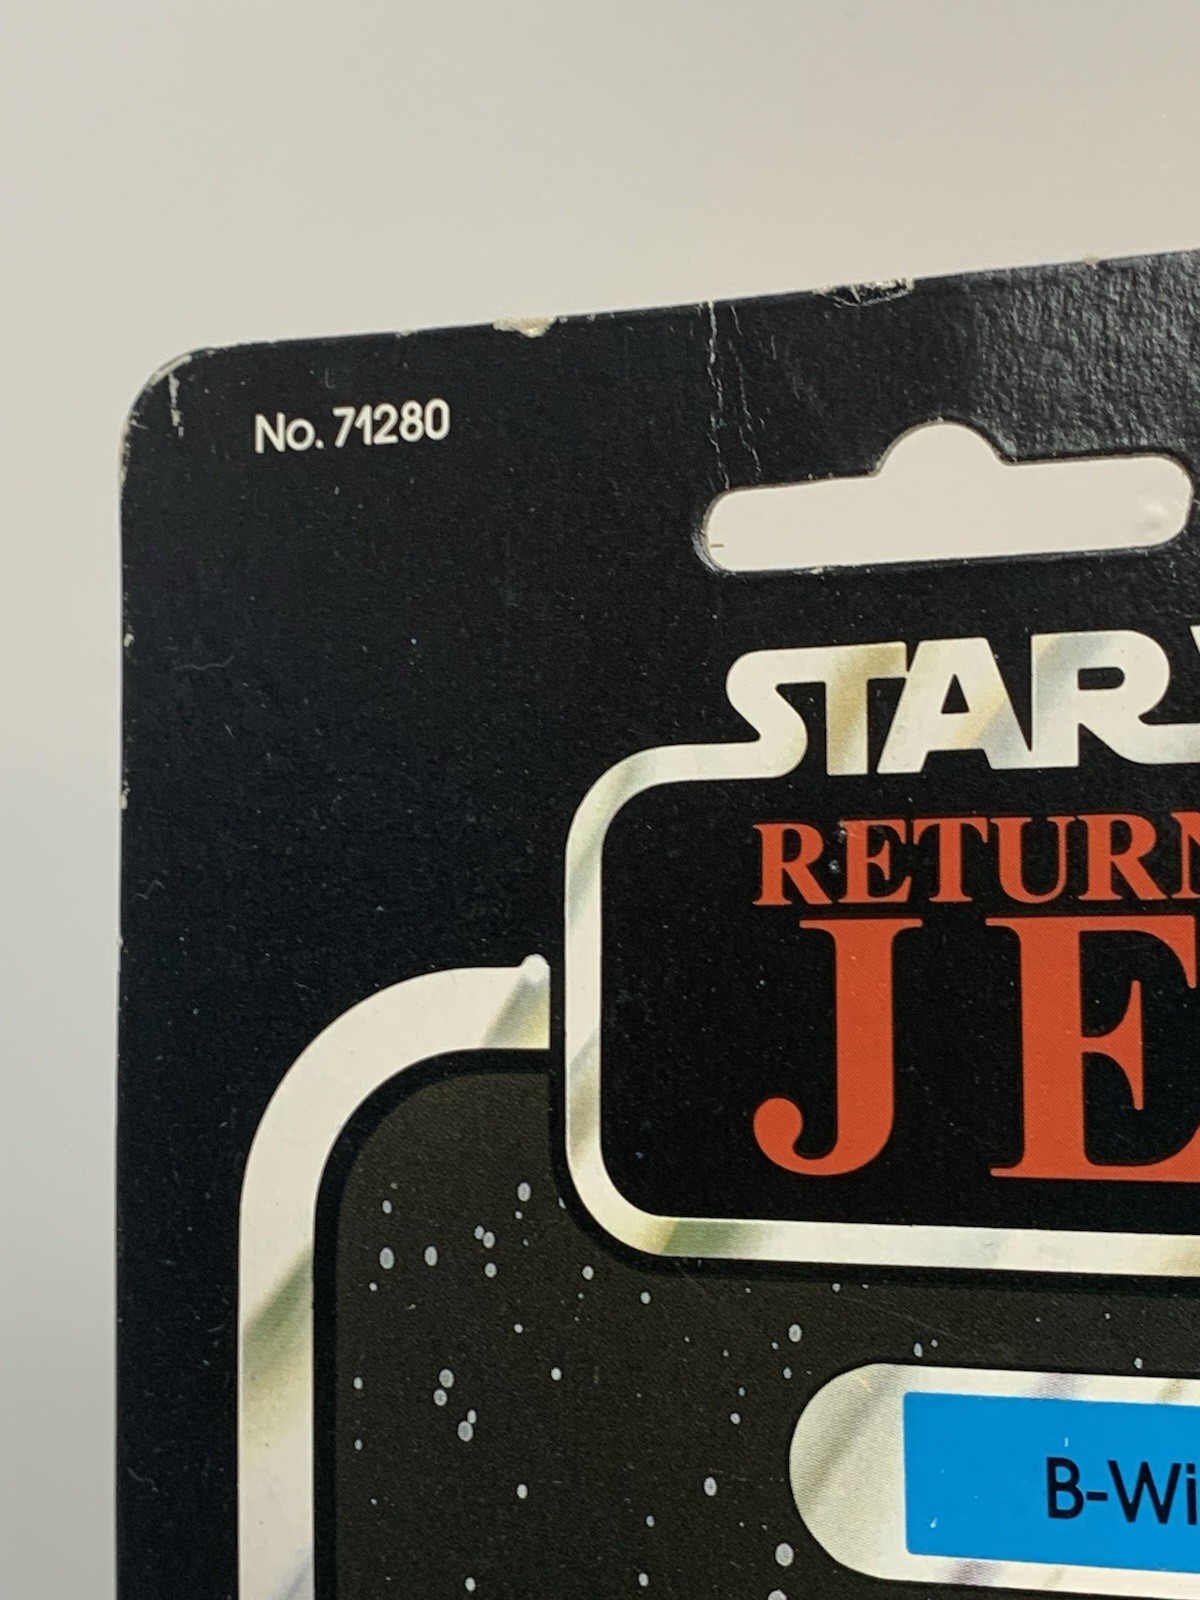 No. 71280
STAR
RETURN
JE
B-Wi